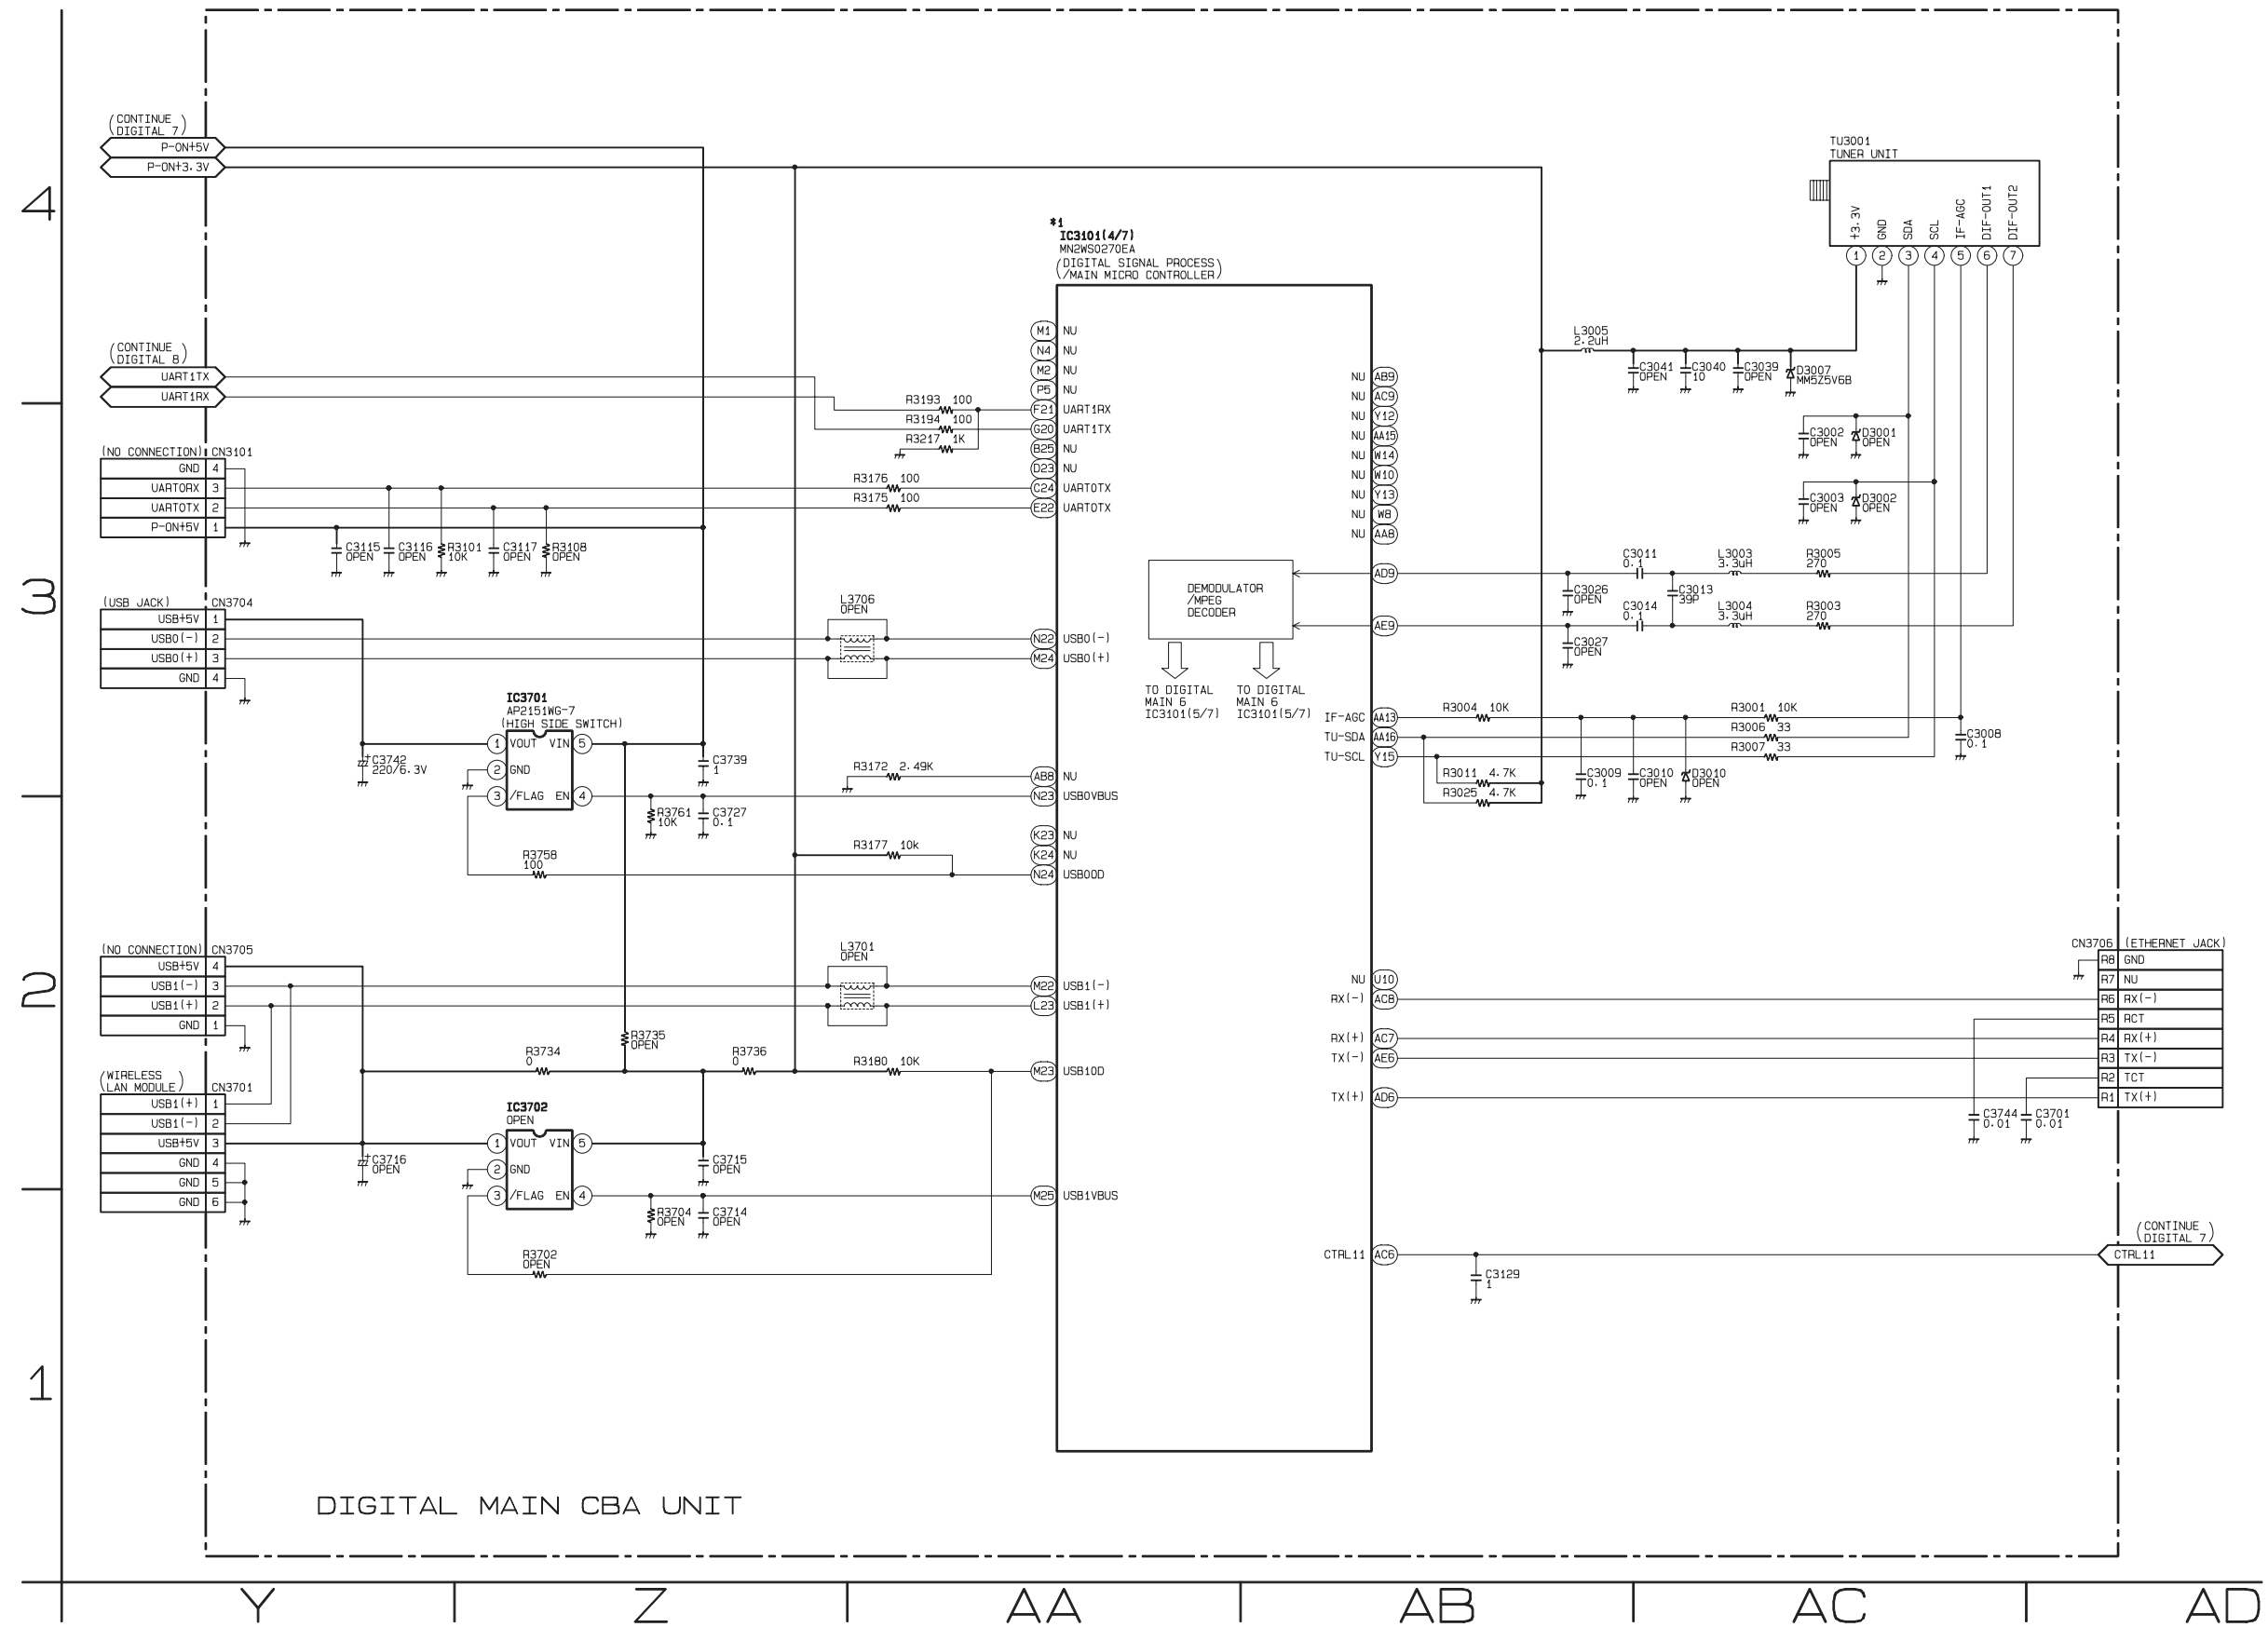 4
3
2
1
(CONTINUE
DIGITAL 7)
P-ON+5V
P-ON+3.3V
(CONTINUE
DIGITAL 8)
UART1TX
UART1RX
(NO CONNECTION) CN3101
GND 4
UART0RX 3
UART0TX 2
P-ON+5V 1
C3115
OPEN
C3116
OPEN
R3101
10K
C3117
OPEN
R3108
OPEN
(USB JACK) CN3704
USB+5V 1
USB0(-) 2
USB0(+) 3
GND 4
IC3701
AP2151WG-7
(HIGH SIDE SWITCH)
1 VOUT VIN 5
2 GND
3 /FLAG EN 4
C3742
220/6.3V
C3739
1
R3761
10K
C3727
0.1
R3758
100
(NO CONNECTION) CN3705
USB+5V 4
USB1(-) 3
USB1(+) 2
GND 1
(WIRELESS
LAN MODULE) CN3701
USB1(+) 1
USB1(-) 2
USB+5V 3
GND 4
GND 5
GND 6
R3734
0
R3735
OPEN
R3736
0
IC3702
OPEN
1 VOUT VIN 5
2 GND
3 /FLAG EN 4
C3716
OPEN
C3715
OPEN
R3704
OPEN
C3714
OPEN
R3702
OPEN
R3193 100
R3194 100
R3217 1K
R3176 100
R3175 100
L3706
OPEN
R3172 2.49K
R3177 10k
L3701
OPEN
R3180 10K
*1
IC3101(4/7)
MN2WS0270EA
(DIGITAL SIGNAL PROCESS
/MAIN MICRO CONTROLLER)
M1 NU
N4 NU
M2 NU
P5 NU
F21 UART1RX
G20 UART1TX
B25 NU
D23 NU
C24 UART0TX
E22 UART0TX
N22 USB0(-)
M24 USB0(+)
AB8 NU
N23 USB0VBUS
K23 NU
K24 NU
N24 USB0OD
M22 USB1(-)
L23 USB1(+)
M23 USB1OD
M25 USB1VBUS
NU AB9
NU AC9
NU Y12
NU AA15
NU W14
NU W10
NU Y13
NU W8
NU AA8
AD9
AE9
DEMODULATOR
/MPEG
DECODER
TO DIGITAL
MAIN 6
IC3101(5/7)
TO DIGITAL
MAIN 6
IC3101(5/7)
IF-AGC AA13
TU-SDA AA16
TU-SCL Y15
NU U10
RX(-) AC8
RX(+) AC7
TX(-) AE6
TX(+) AD6
CTRL11 AC6
TU3001
TUNER UNIT
+3.3V
GND
SDA
SCL
IF-AGC
DIF-OUT1
DIF-OUT2
1 2 3 4 5 6 7
L3005
2.2uH
C3041
OPEN
C3040
10
C3039
OPEN
D3007
MM5Z5V6B
C3002
OPEN
D3001
OPEN
C3003
OPEN
D3002
OPEN
C3011
0.1
L3003
3.3uH
R3005
270
C3026
OPEN
C3013
39P
C3014
0.1
L3004
3.3uH
R3003
270
C3027
OPEN
R3004 10K
R3001 10K
R3006 33
R3007 33
C3008
0.1
R3011 4.7K
R3025 4.7K
C3009
0.1
C3010
OPEN
D3010
OPEN
CN3706 (ETHERNET JACK)
R8 GND
R7 NU
R6 RX(-)
R5 RCT
R4 RX(+)
R3 TX(-)
R2 TCT
R1 TX(+)
C3744
0.01
C3701
0.01
(CONTINUE
DIGITAL 7)
CTRL11
C3129
1
DIGITAL MAIN CBA UNIT
Y Z AA AB AC AD